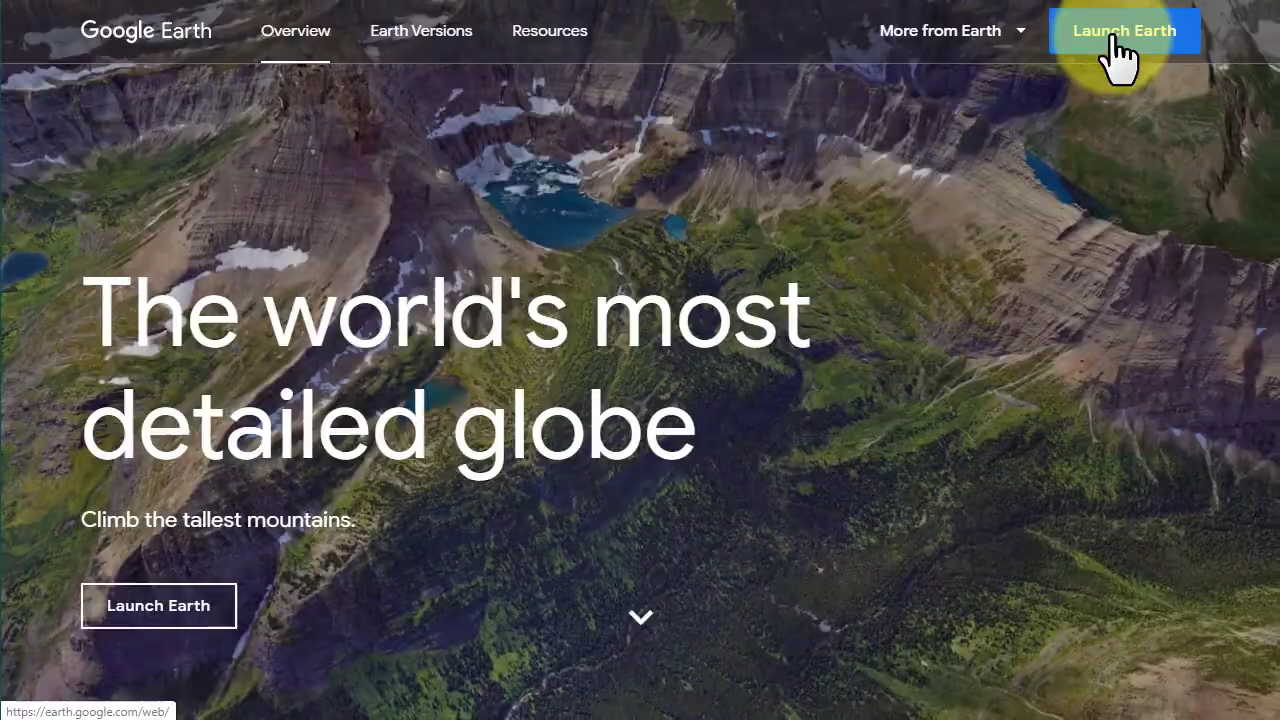 Google Earth Overview Earth Versions Resources More from Earth Launch Earth
The world's most
detailed globe
Climb the tallest mountains.
Launch Earth
https://earth.google.com/web/